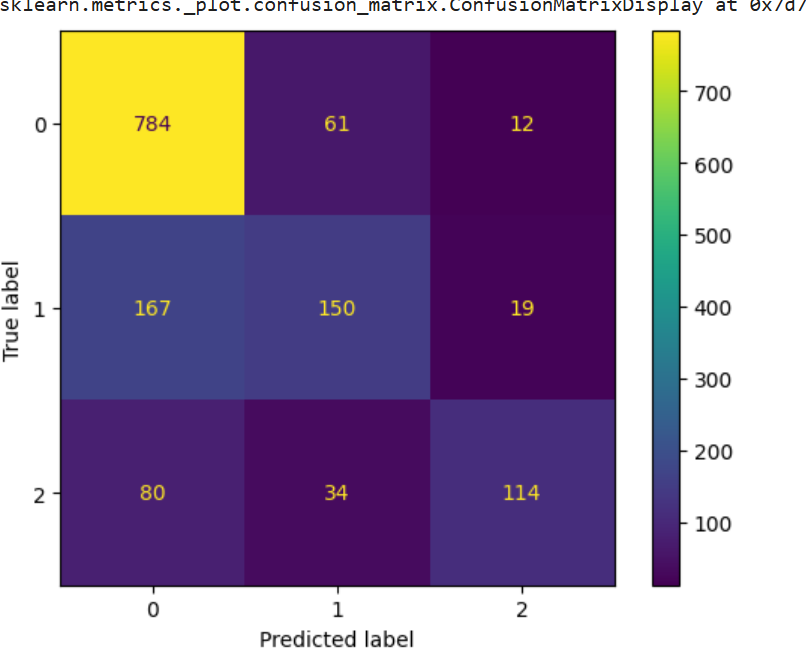 sklearn.metrics._plot.confusion_matrix.ConfusionMatrixDisplay at 0x7d7
784 61 12
167 150 19
80 34 114
0
1
2
True label
0 1 2
Predicted label
700
600
500
400
300
200
100